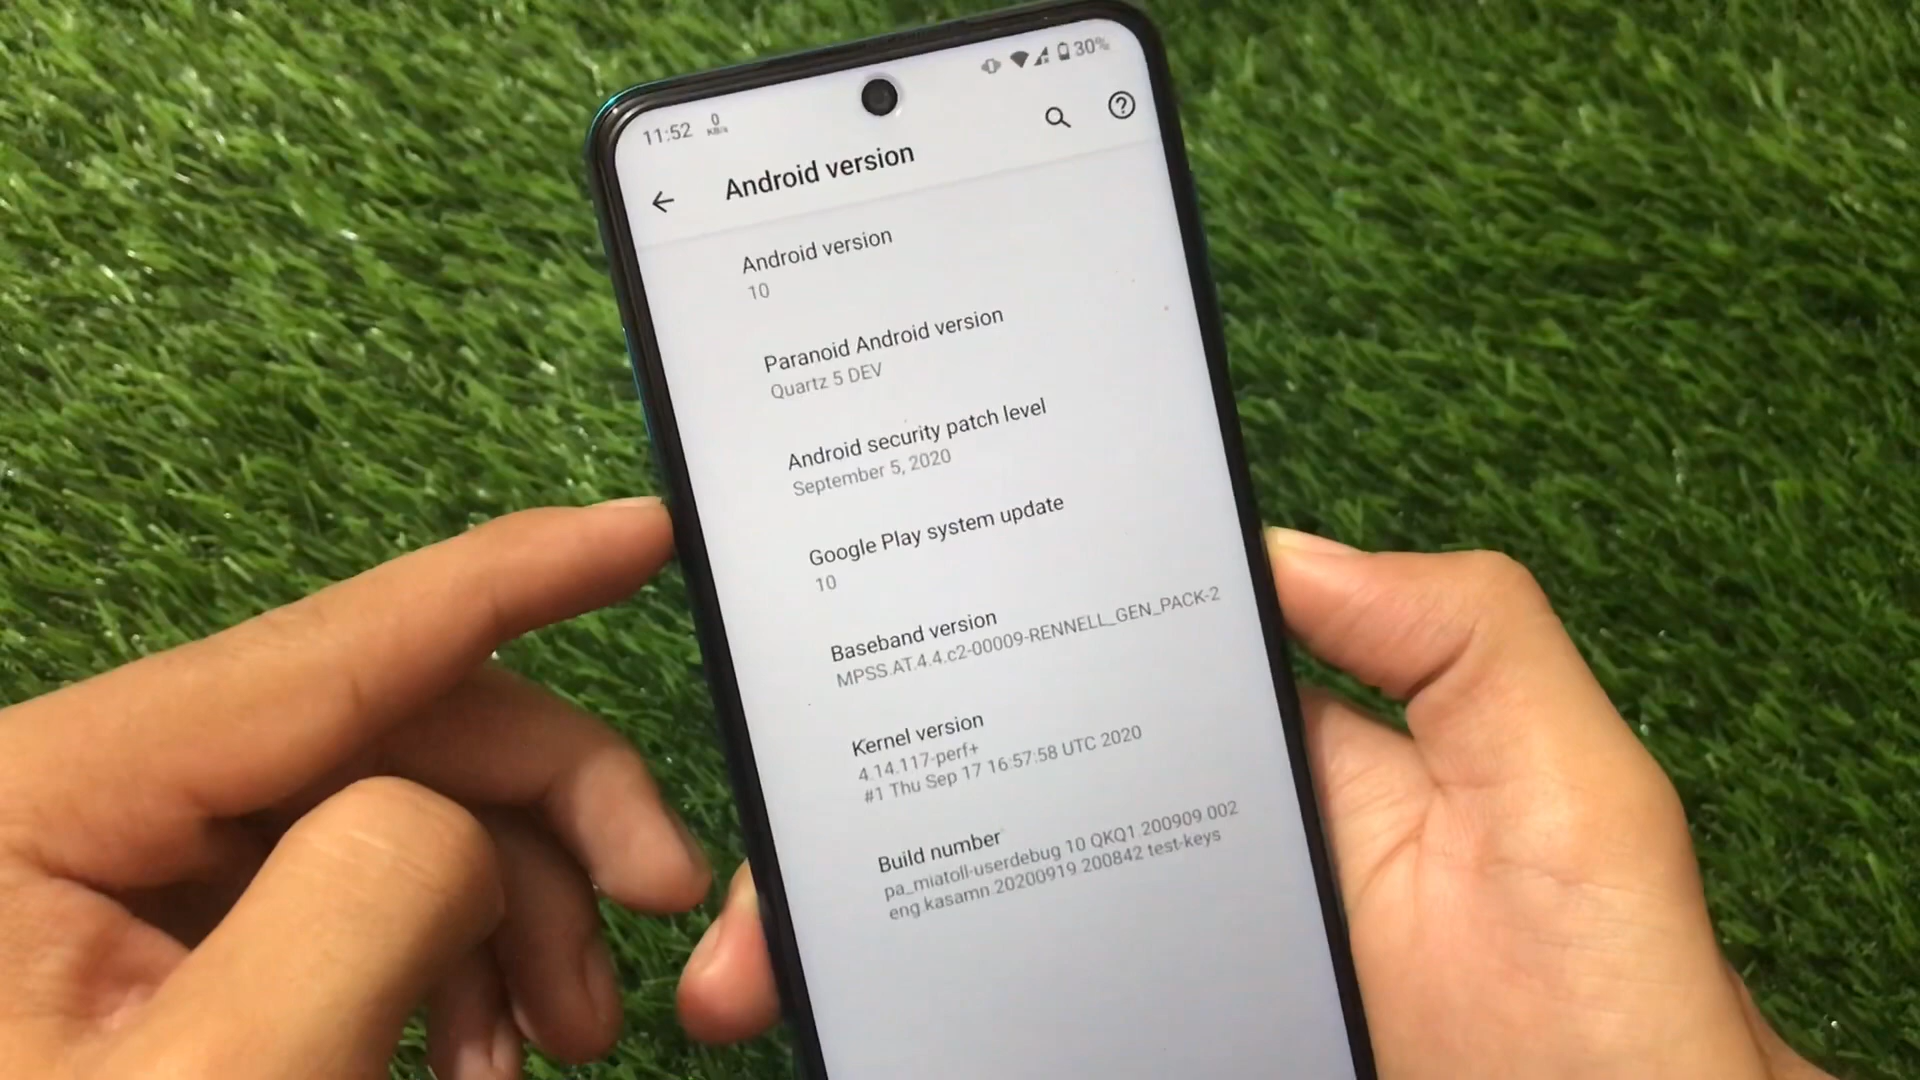 11:52 0 KB/s 30%
Android version
Android version
10
Paranoid Android version
Quartz 5 DEV
Android security patch level
September 5, 2020
Google Play system update
10
Baseband version
MPSS.AT.4.4.c2-00009-RENNELL_GEN_PACK-2
Kernel version
4.14.117-perf+
#1 Thu Sep 17 16:57:58 UTC 2020
Build number
pa_miatoll-userdebug 10 QKQ1.200909.002
eng.kasamn.20200919.200842 test-keys